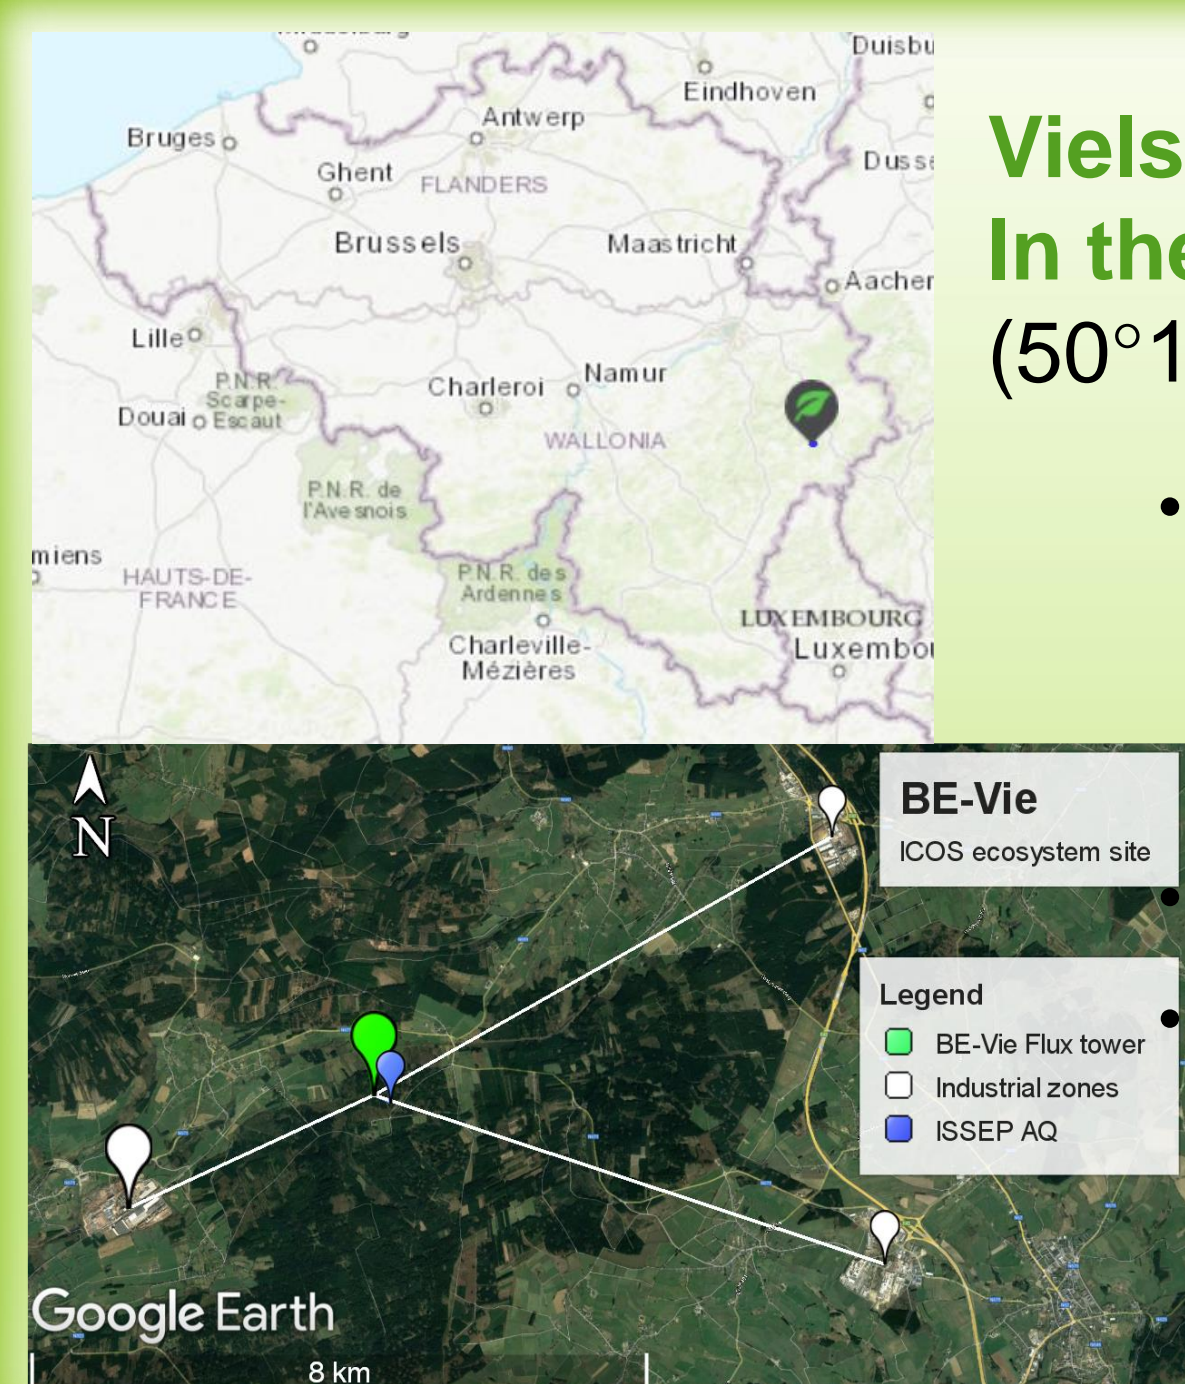 Duisbu
Eindhoven
Antwerp
Bruges
Dusse
Ghent
FLANDERS
Brussels
Maastricht
Aacher
Lille
Namur
P.N.R.
Scarpe-
Escaut
Charleroi
Douai
WALLONIA
P.N.R. de
l'Avesnois
miens
HAUTS-DE-
FRANCE
P.N.R. des
Ardennes
LUXEMBOURG
Charleville-
Mézières
Luxembou
Viels
In the
(50°1
N
BE-Vie
ICOS ecosystem site
Legend
BE-Vie Flux tower
Industrial zones
ISSEP AQ
Google Earth
8 km